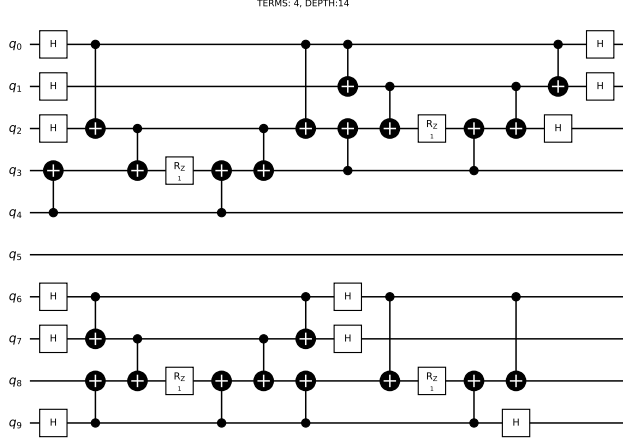 TERMS: 4, DEPTH:14
q0 H H
q1 H H
q2 H RZ 1 H
q3 RZ 1
q4
q5
q6 H H
q7 H H
q8 RZ 1 RZ 1
q9 H H